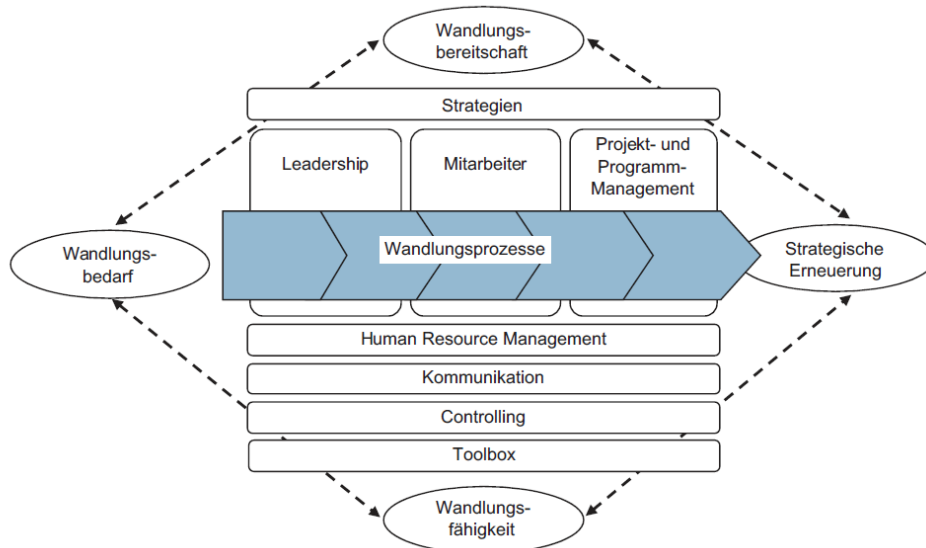 Wandlungs-
bereitschaft
Strategien
Leadership
Mitarbeiter
Projekt- und
Programm-
Management
Wandlungs-
bedarf
Wandlungsprozesse
Strategische
Erneuerung
Human Resource Management
Kommunikation
Controlling
Toolbox
Wandlungs-
fähigkeit